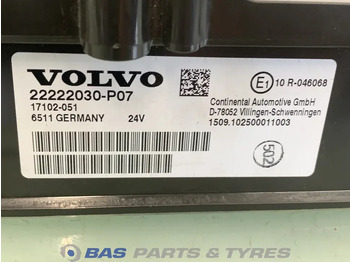 VOLVO
22222030-P07
17102-051
6511 GERMANY 24V
E1 10 R-046068
Continental Automotive GmbH
D-78052 Villingen-Schwenningen
1509.102500011003
502
BAS PARTS & TYRES